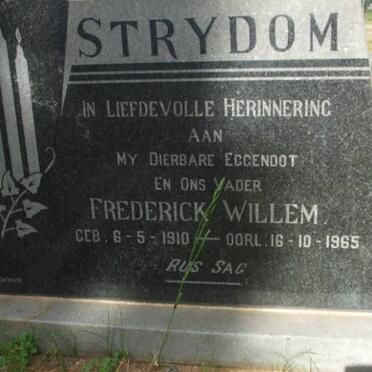 STRYDOM
IN LIEFDEVOLLE HERINNERING
AAN
MY DIERBARE EGGENOOT
EN ONS VADER
FREDERICK WILLEM
GEB. 6-5-1910 — OORL. 16-10-1965
RUS SAG